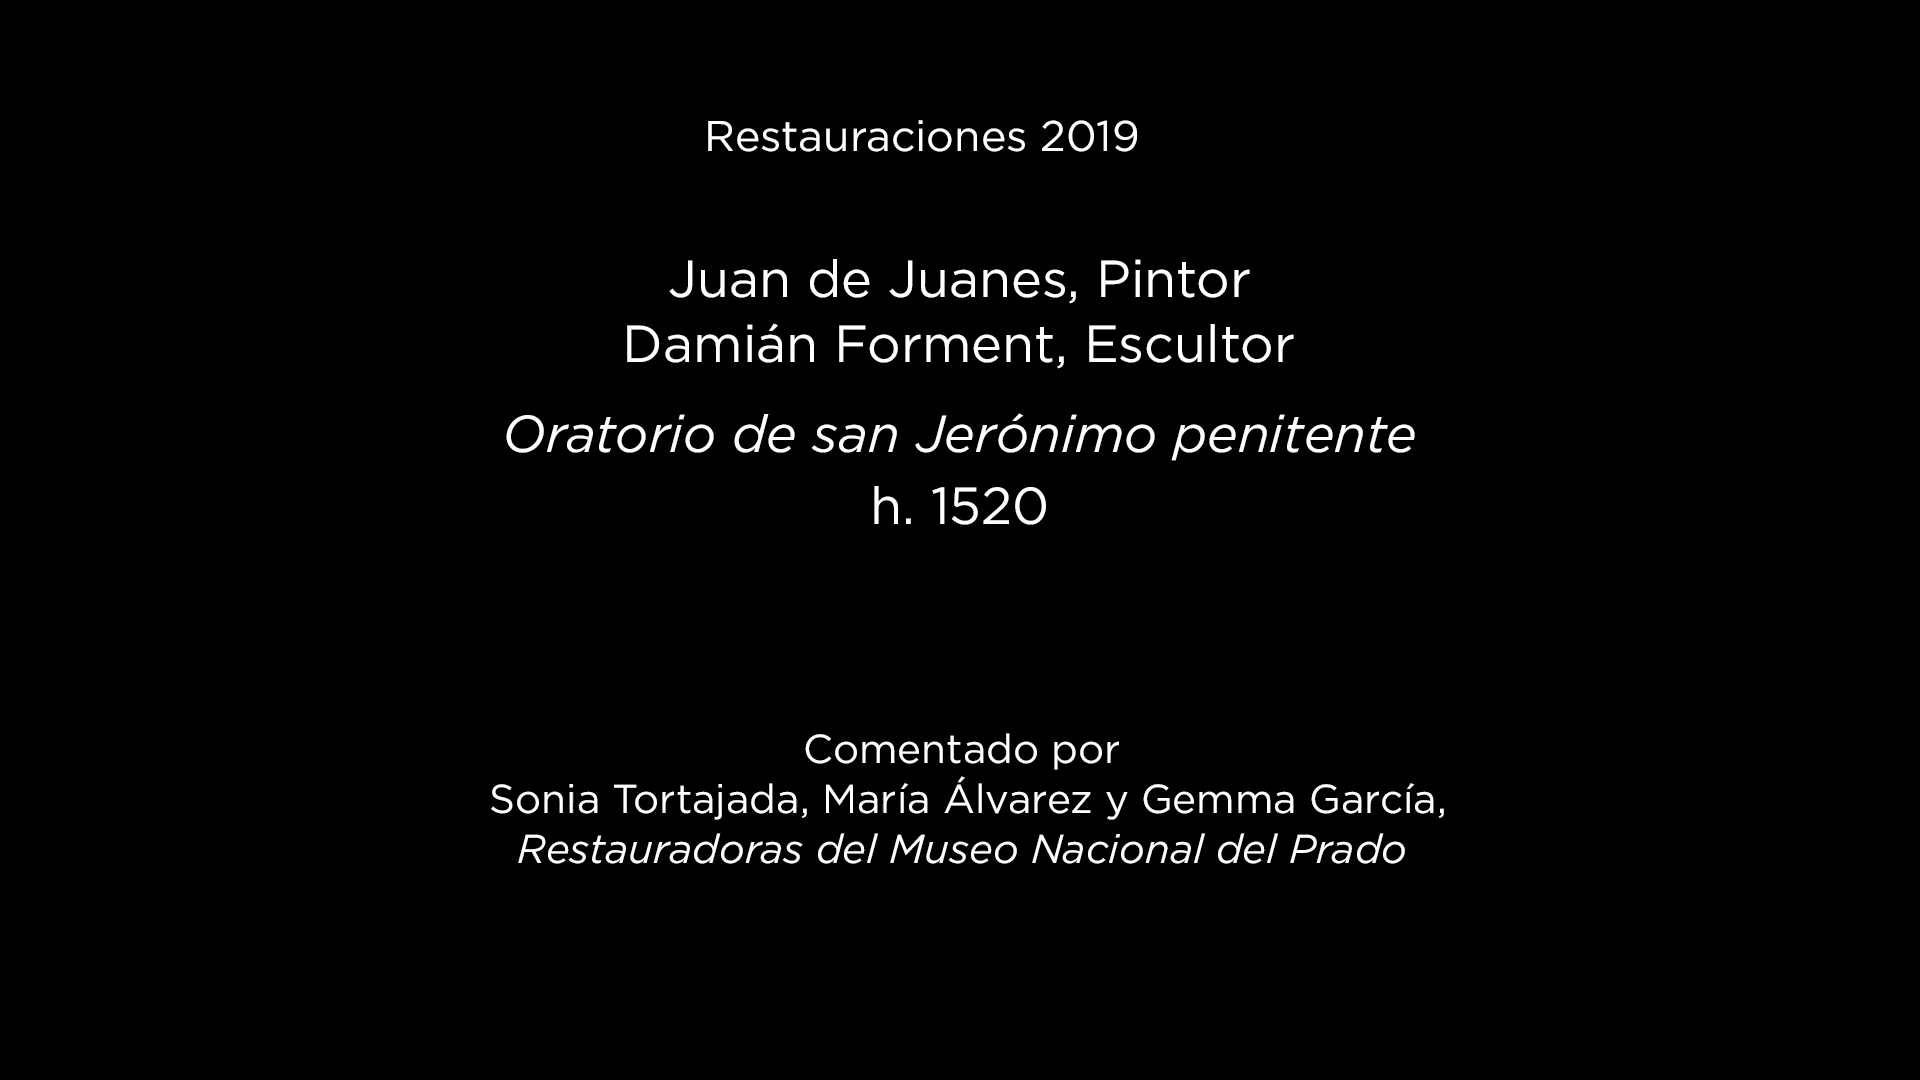 Restauraciones 2019
Juan de Juanes, Pintor
Damián Forment, Escultor
Oratorio de san Jerónimo penitente
h. 1520
Comentado por
Sonia Tortajada, María Álvarez y Gemma García,
Restauradoras del Museo Nacional del Prado